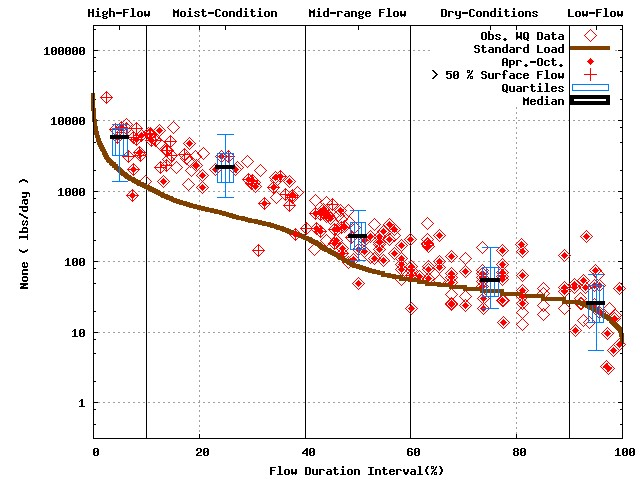 High-Flow Moist-Condition Mid-range Flow Dry-Conditions Low-Flow
Obs. WQ Data
Standard Load
Apr.-Oct.
> 50 % Surface Flow
Quartiles
Median
100000
10000
1000
100
10
1
None ( lbs/day )
0 20 40 60 80 100
Flow Duration Interval(%)